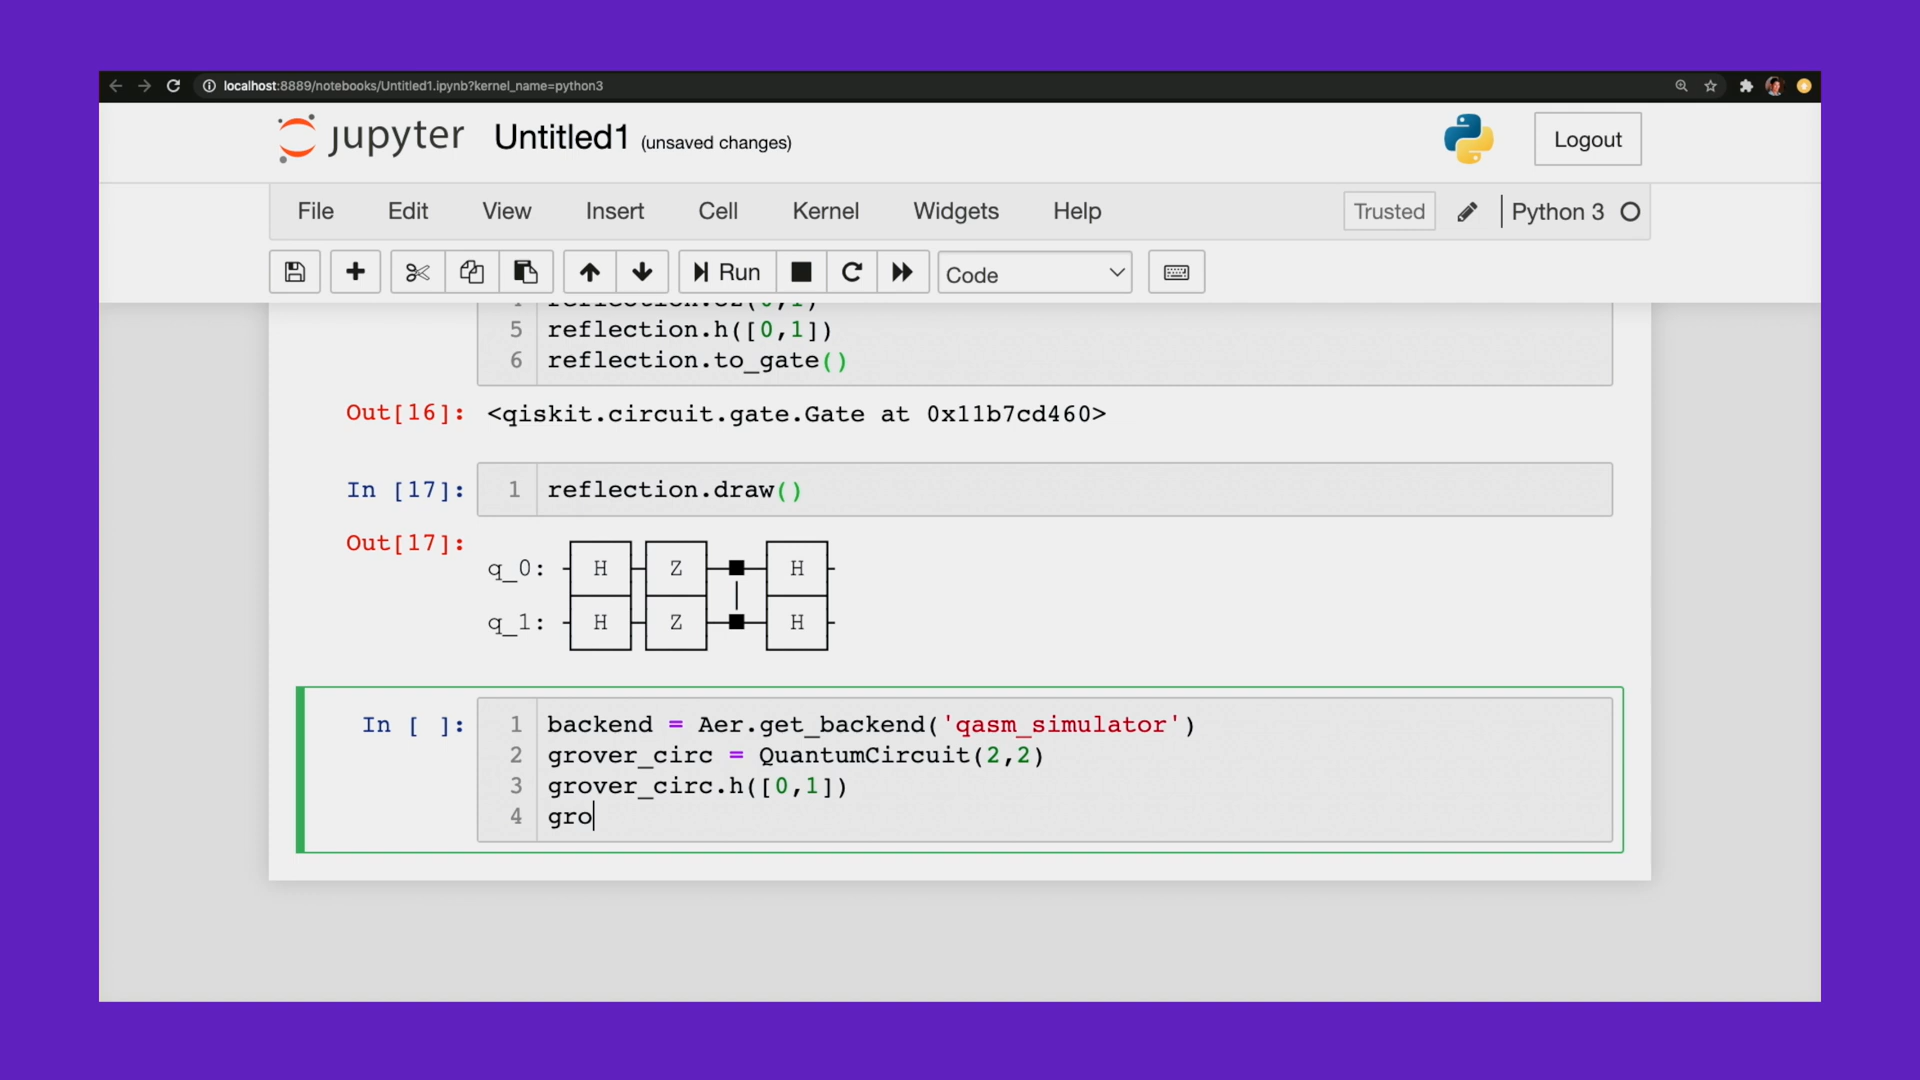 localhost:8889/notebooks/Untitled1.ipynb?kernel_name=python3
jupyter Untitled1 (unsaved changes)
Logout
File Edit View Insert Cell Kernel Widgets Help
Trusted
Python 3
Run
Code
5 reflection.h([0,1])
6 reflection.to_gate()
Out[16]: <qiskit.circuit.gate.Gate at 0x11b7cd460>
In [17]: 1 reflection.draw()
Out[17]:
q_0: H Z H
q_1: H Z H
In [ ]: 1 backend = Aer.get_backend('qasm_simulator')
2 grover_circ = QuantumCircuit(2,2)
3 grover_circ.h([0,1])
4 gro